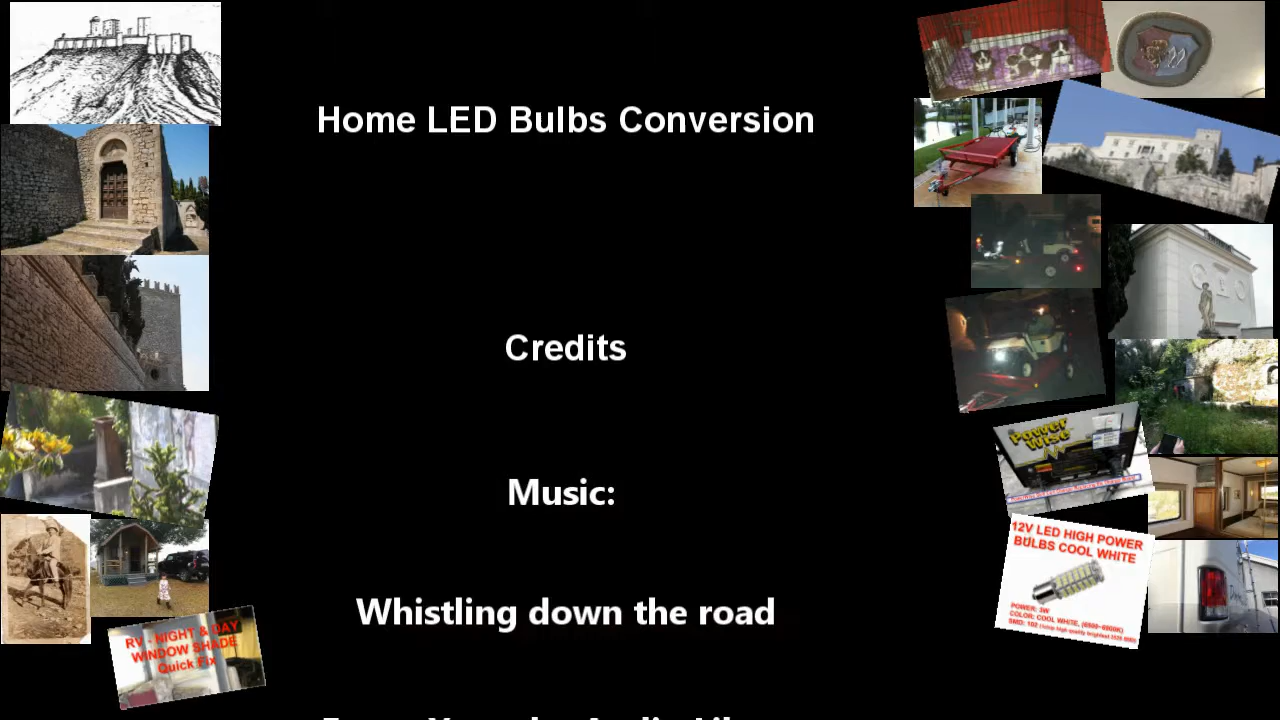 Home LED Bulbs Conversion
Credits
Music:
Whistling down the road
RV - NIGHT & DAY
WINDOW SHADE
Quick Fix
Power
Wise
12V LED HIGH POWER
BULBS COOL WHITE
POWER: 3W
COLOR: COOL WHITE, (6500~6800K)
SMD: 102